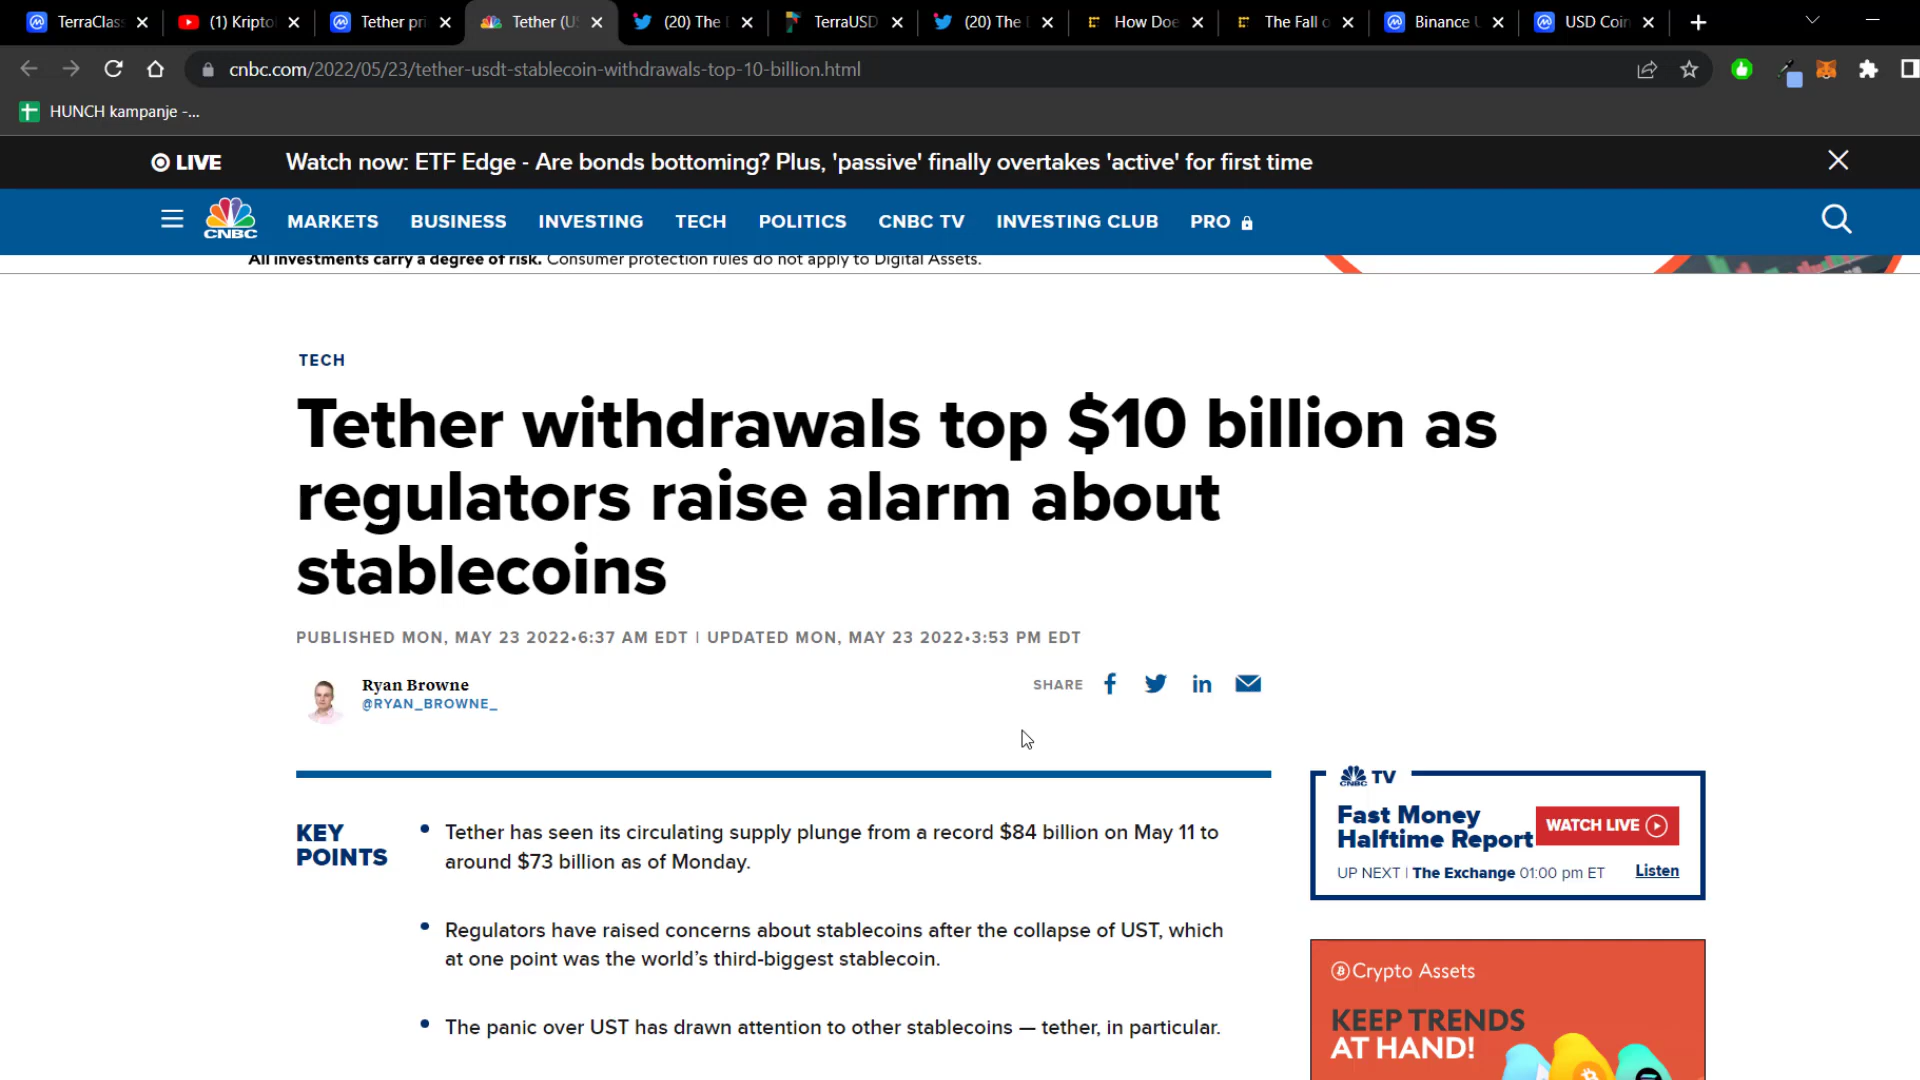 TerraClas
(1) Kripto
Tether pri
Tether (U
(20) The
TerraUSD
(20) The
How Doe
The Fall o
Binance U
USD Coin
cnbc.com/2022/05/23/tether-usdt-stablecoin-withdrawals-top-10-billion.html
HUNCH kampanje -...
LIVE
Watch now: ETF Edge - Are bonds bottoming? Plus, 'passive' finally overtakes 'active' for first time
CNBC
MARKETS BUSINESS INVESTING TECH POLITICS CNBC TV INVESTING CLUB PRO
All investments carry a degree of risk. Consumer protection rules do not apply to Digital Assets.
TECH
Tether withdrawals top $10 billion as
regulators raise alarm about
stablecoins
PUBLISHED MON, MAY 23 2022•6:37 AM EDT | UPDATED MON, MAY 23 2022•3:53 PM EDT
Ryan Browne
@RYAN_BROWNE_
SHARE
KEY
POINTS
Tether has seen its circulating supply plunge from a record $84 billion on May 11 to
around $73 billion as of Monday.
Regulators have raised concerns about stablecoins after the collapse of UST, which
at one point was the world's third-biggest stablecoin.
The panic over UST has drawn attention to other stablecoins — tether, in particular.
CNBC TV
Fast Money
Halftime Report
WATCH LIVE
UP NEXT | The Exchange 01:00 pm ET
Listen
Crypto Assets
KEEP TRENDS
AT HAND!